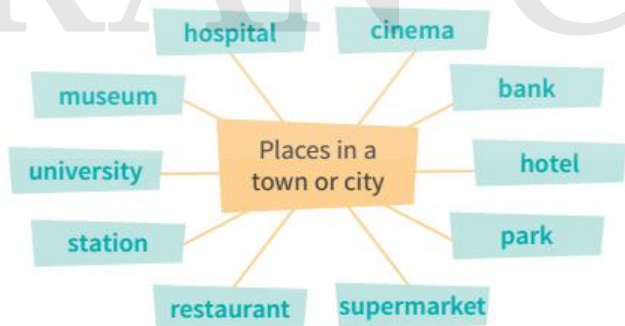 hospital
cinema
museum
bank
Places in a
town or city
university
hotel
station
park
restaurant
supermarket